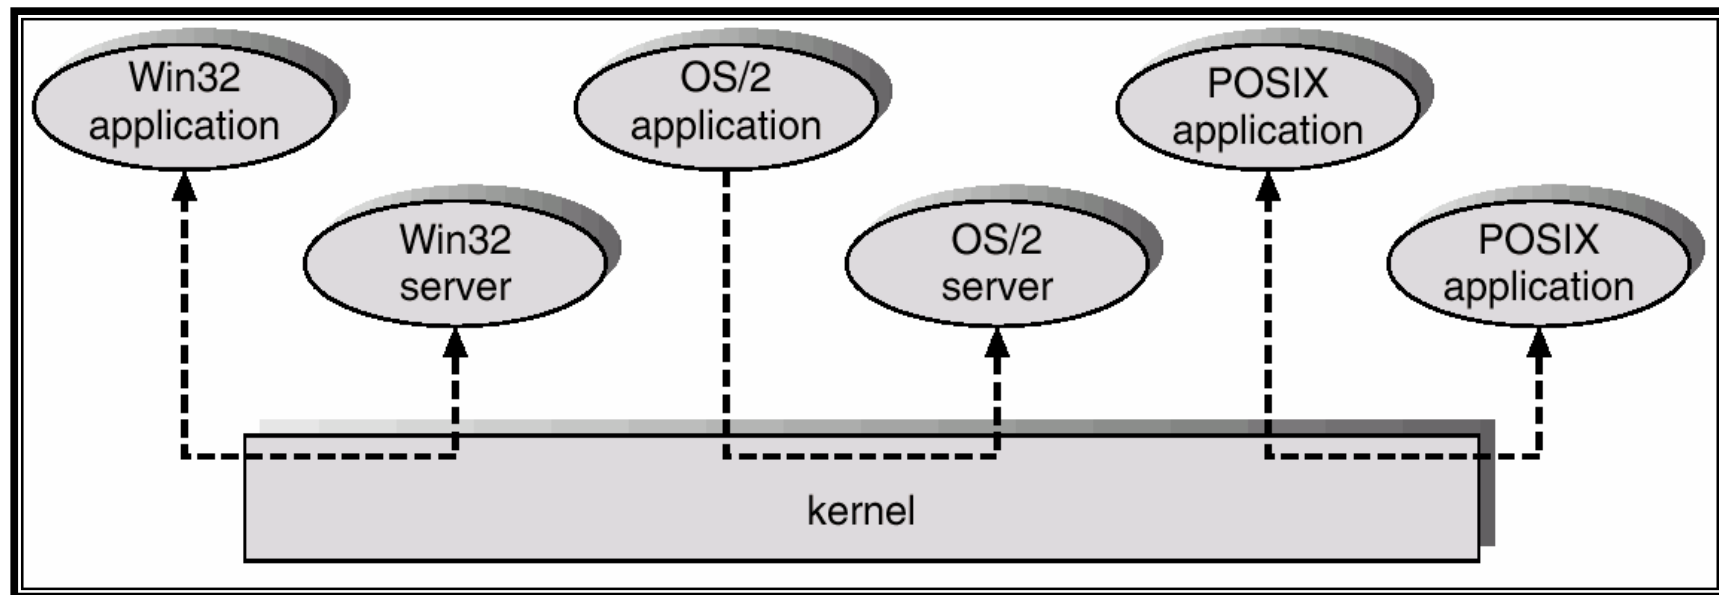 Win32
application
OS/2
application
POSIX
application
Win32
server
OS/2
server
POSIX
application
kernel